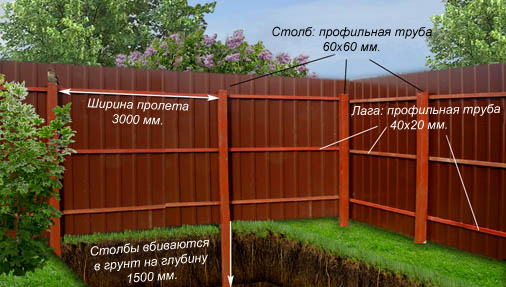 Столб: профильная труба
60х60 мм.
Ширина пролета
3000 мм.
Лага: профильная труба
40х20 мм.
Столбы вбиваются
в грунт на глубину
1500 мм.